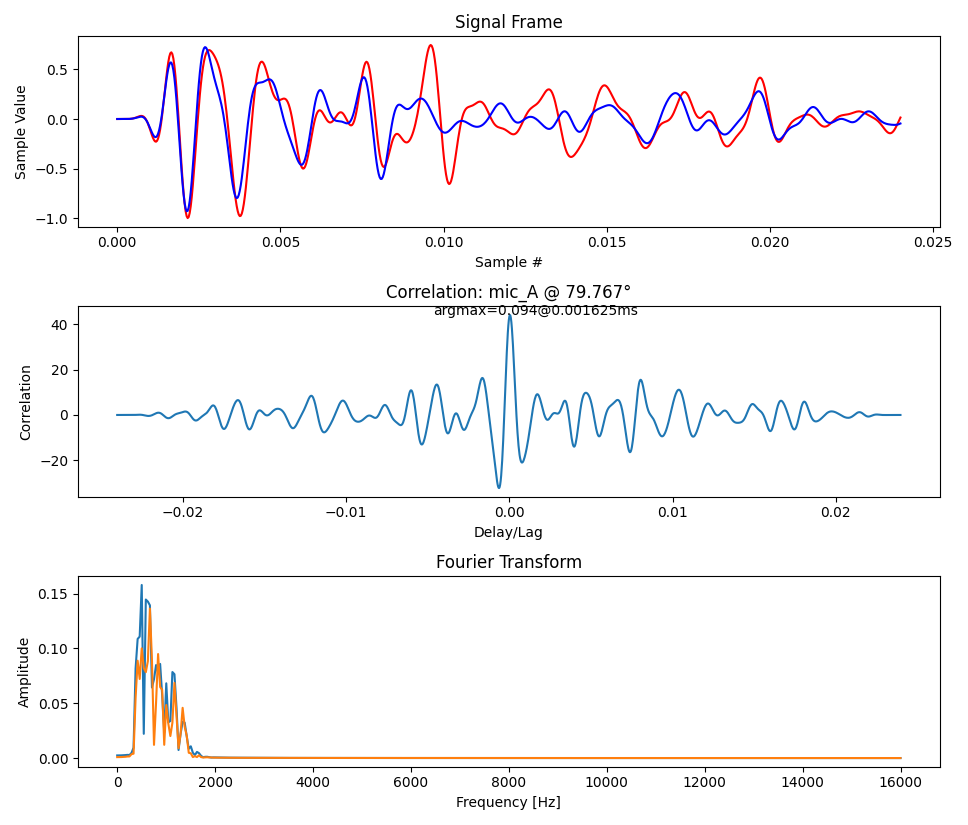 Signal Frame
Sample Value
0.5
0.0
−0.5
−1.0
0.000 0.005 0.010 0.015 0.020 0.025
Sample #
Correlation: mic_A @ 79.767°
argmax=0.094@0.001625ms
Correlation
40
20
0
−20
−0.02 −0.01 0.00 0.01 0.02
Delay/Lag
Fourier Transform
Amplitude
0.15
0.10
0.05
0.00
0 2000 4000 6000 8000 10000 12000 14000 16000
Frequency [Hz]